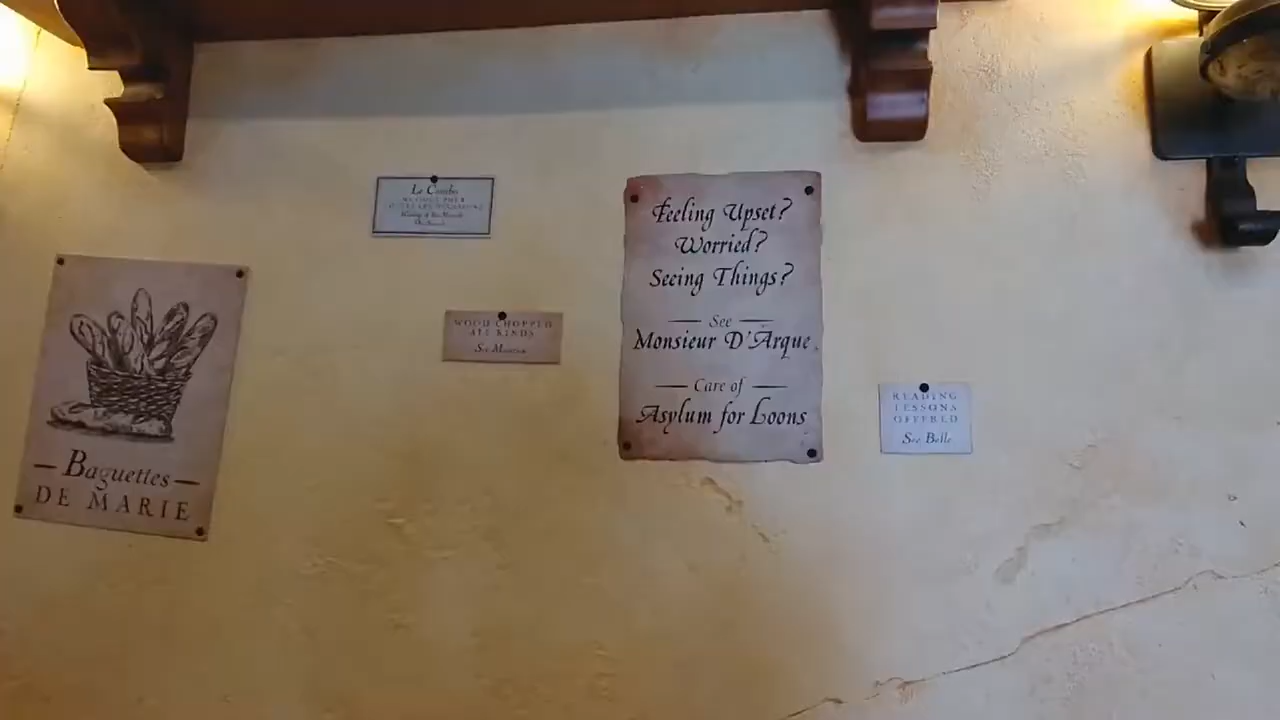 Baguettes
DE MARIE
Le Combo
WOOD CHOPPED
ALL KINDS
See Maurice
Feeling Upset?
Worried?
Seeing Things?
See
Monsieur D'Arque
Care of
Asylum for Loons
READING
LESSONS
OFFERED
See Belle